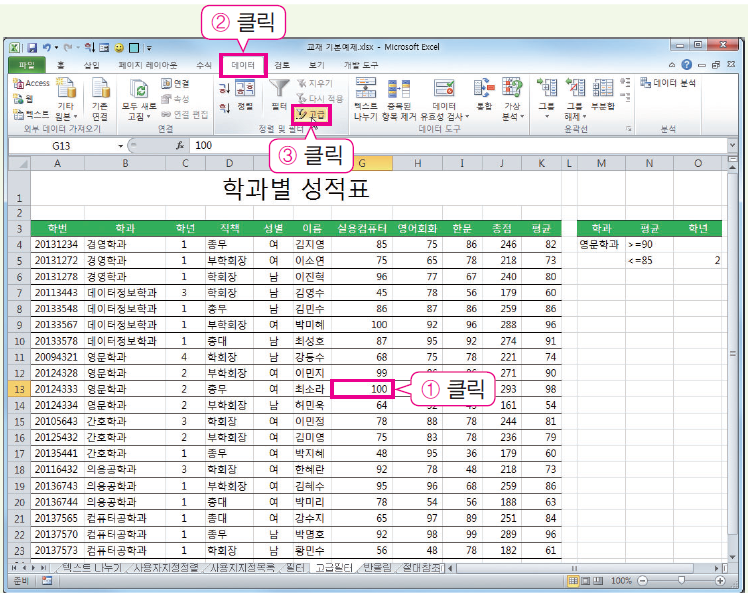 ② 클릭
교재 기본예제.xlsx - Microsoft Excel
파일 홈 삽입 페이지 레이아웃 수식 데이터 검토 보기 개발 도구
Access 웹 텍스트 기타 원본 기존 연결
외부 데이터 가져오기
모두 새로 고침 연결 속성 연결 편집
연결
정렬 필터 지우기 다시 적용 고급
정렬 및 필터
텍스트 나누기 중복된 항목 제거 데이터 유효성 검사 통합 가상 분석
데이터 도구
그룹 그룹 해제 부분합
윤곽선
데이터 분석
분석
③ 클릭
G13 fx 100
A B C D E F G H I J K L M N O
1 학과별 성적표
2
3 학번 학과 학년 직책 성별 이름 실용컴퓨터 영어회화 한문 총점 평균 학과 평균 학년
4 20131234 경영학과 1 총무 여 김지영 85 75 86 246 82 영문학과 >=90
5 20131272 경영학과 1 부학회장 여 이소연 75 65 78 218 73 <=85 2
6 20131278 경영학과 1 학회장 남 이진혁 96 77 67 240 80
7 20113443 데이터정보학과 3 학회장 남 김영수 45 78 56 179 60
8 20133548 데이터정보학과 1 총무 남 김민수 86 87 86 259 86
9 20133567 데이터정보학과 1 부학회장 여 박미혜 100 92 96 288 96
10 20133578 데이터정보학과 1 총대 남 최성호 87 95 92 274 91
11 20094321 영문학과 4 학회장 남 강동수 68 75 78 221 74
12 20124328 영문학과 2 부학회장 여 이민지 99 271 90
13 20124333 영문학과 2 총무 여 최소라 100 293 98
① 클릭
14 20124334 영문학과 2 부학회장 남 허민욱 64 161 54
15 20105643 간호학과 3 학회장 여 이민정 78 88 78 244 81
16 20125432 간호학과 2 부학회장 여 김미영 75 83 78 236 79
17 20135441 간호학과 1 총무 여 박지혜 48 95 36 179 60
18 20116432 의용공학과 3 학회장 여 한혜란 92 78 48 218 73
19 20136743 의용공학과 1 부학회장 여 김혜수 95 96 68 259 86
20 20136744 의용공학과 1 총대 여 박미리 78 54 56 188 63
21 20137565 컴퓨터공학과 1 총대 여 강수지 65 97 89 251 84
22 20137570 컴퓨터공학과 1 총무 남 박명호 92 98 99 289 96
23 20137573 컴퓨터공학과 1 학회장 남 황민수 56 48 78 182 61
텍스트 나누기 사용자지정정렬 사용자지정목록 필터 고급필터 반올림 절대참조
준비 100%